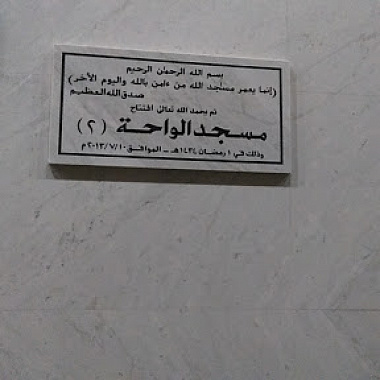 بسم الله الرحمن الرحيم
(إنما يعمر مساجد الله من ءامن بالله واليوم الآخر)
صدق الله العظيم
تم بحمد الله تعالى افتتاح
مسجد الواحة (٢)
وذلك في ١ رمضان ١٤٣٤هـ - الموافق ٢٠١٣/٧/١٠م